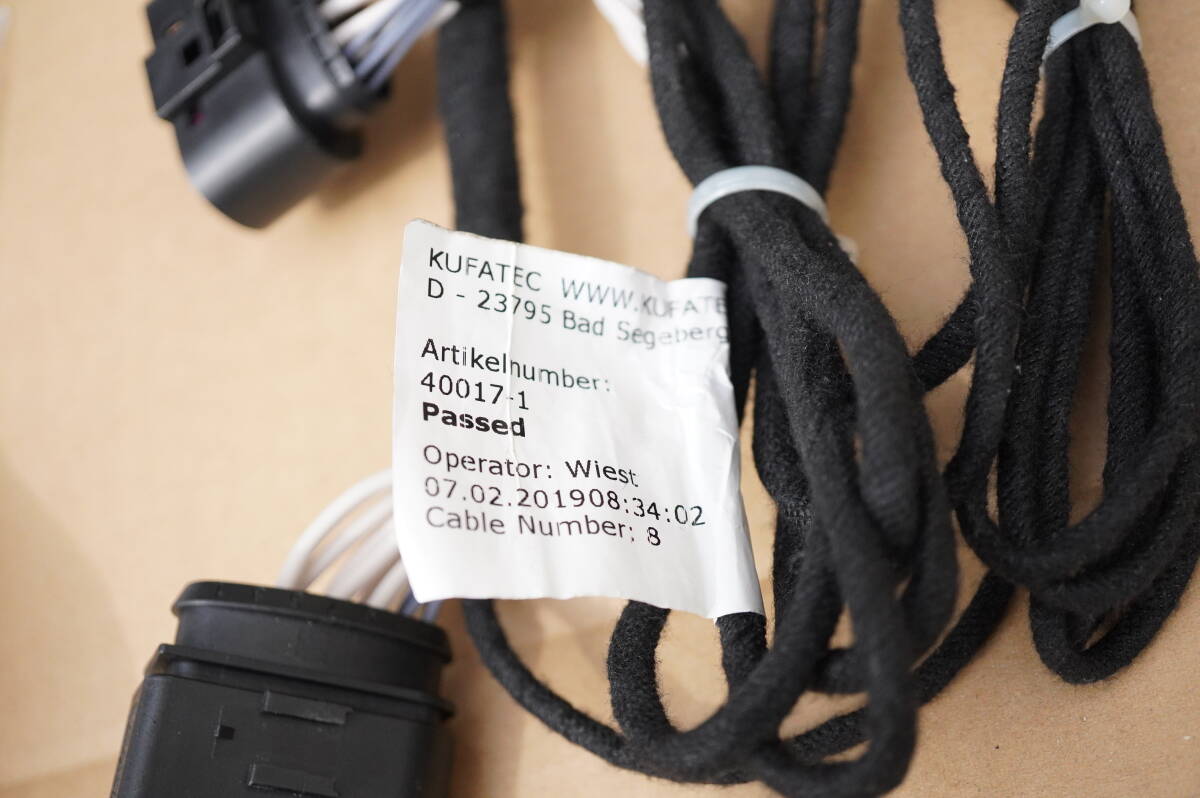 KUFATEC WWW.KUFATE
D - 23795 Bad Segeberg
Artikelnumber:
40017-1
Passed
Operator: Wiest
07.02.201908:34:02
Cable Number: 8